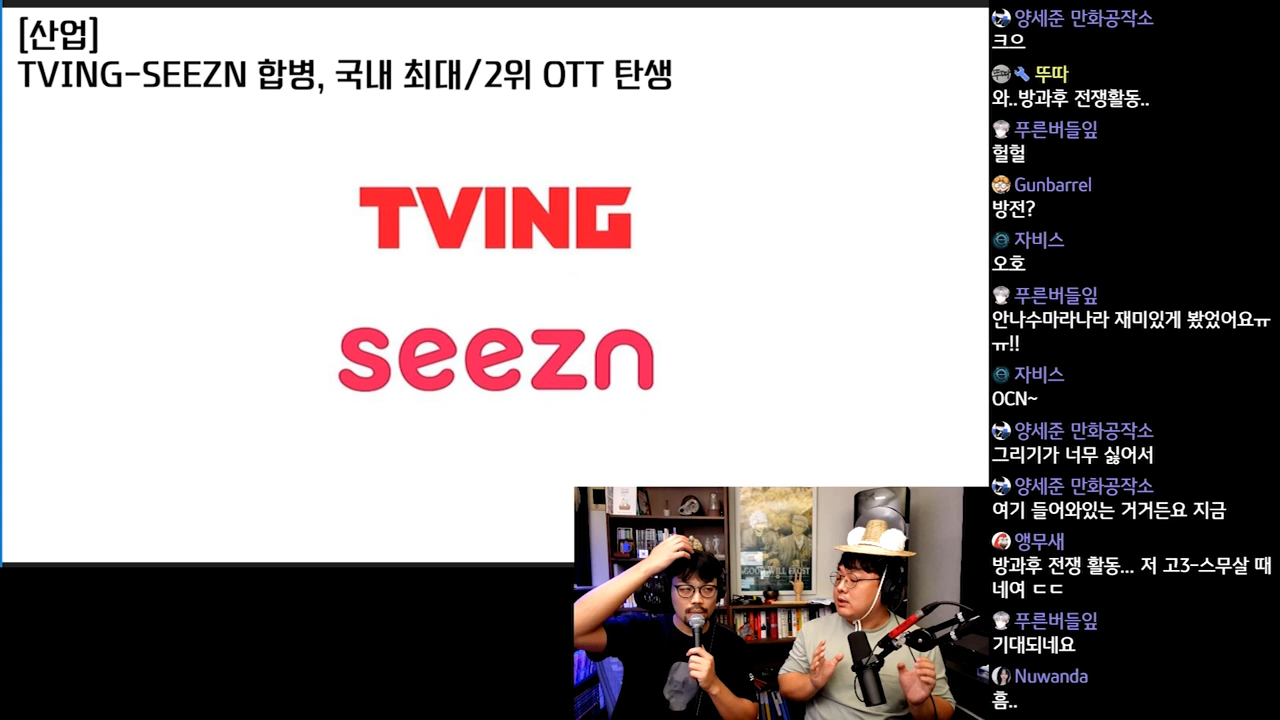 [산업]
TVING-SEEZN 합병, 국내 최대/2위 OTT 탄생
TVING
seezn
GOOD WILL HUNTING
양세준 만화공작소
크으
뚜따
와..방과후 전쟁활동..
푸른버들잎
헐헐
Gunbarrel
방전?
자비스
오호
푸른버들잎
안나수마라나라 재미있게 봤었어요ㅠ
ㅠ!!
자비스
OCN~
양세준 만화공작소
그리기가 너무 싫어서
양세준 만화공작소
여기 들어와있는 거거든요 지금
앵무새
방과후 전쟁 활동... 저 고3-스무살 때
네여 ㄷㄷ
푸른버들잎
기대되네요
Nuwanda
흠..